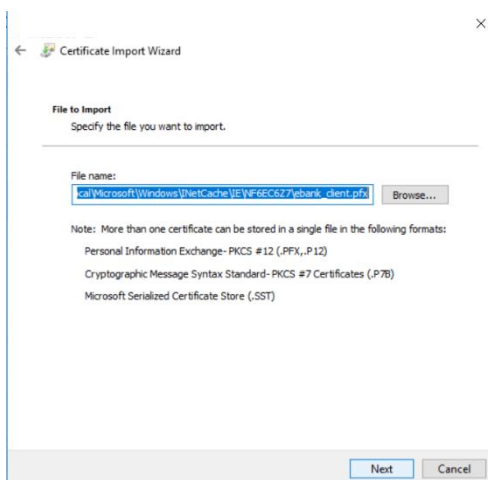 Certificate Import Wizard
File to Import
Specify the file you want to import.
File name:
cal\Microsoft\Windows\INetCache\IE\NF6EC6Z7\ebank_client.pfx
Browse...
Note: More than one certificate can be stored in a single file in the following formats:
Personal Information Exchange- PKCS #12 (.PFX,.P12)
Cryptographic Message Syntax Standard- PKCS #7 Certificates (.P7B)
Microsoft Serialized Certificate Store (.SST)
Next Cancel